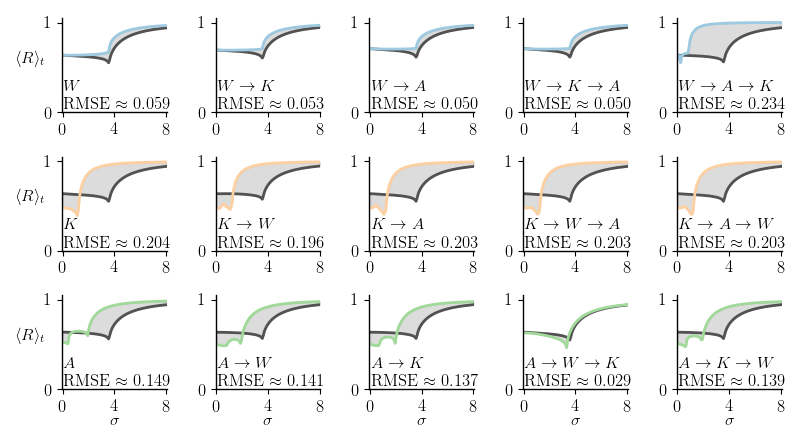 1 1 1 1 1
⟨R⟩t
W W → K W → A W → K → A W → A → K
RMSE ≈ 0.059 RMSE ≈ 0.053 RMSE ≈ 0.050 RMSE ≈ 0.050 RMSE ≈ 0.234
0 0 0 0 0
0 4 8 0 4 8 0 4 8 0 4 8 0 4 8
1 1 1 1 1
⟨R⟩t
K K → W K → A K → W → A K → A → W
RMSE ≈ 0.204 RMSE ≈ 0.196 RMSE ≈ 0.203 RMSE ≈ 0.203 RMSE ≈ 0.203
0 0 0 0 0
0 4 8 0 4 8 0 4 8 0 4 8 0 4 8
1 1 1 1 1
⟨R⟩t
A A → W A → K A → W → K A → K → W
RMSE ≈ 0.149 RMSE ≈ 0.141 RMSE ≈ 0.137 RMSE ≈ 0.029 RMSE ≈ 0.139
0 0 0 0 0
0 4 8 0 4 8 0 4 8 0 4 8 0 4 8
σ σ σ σ σ